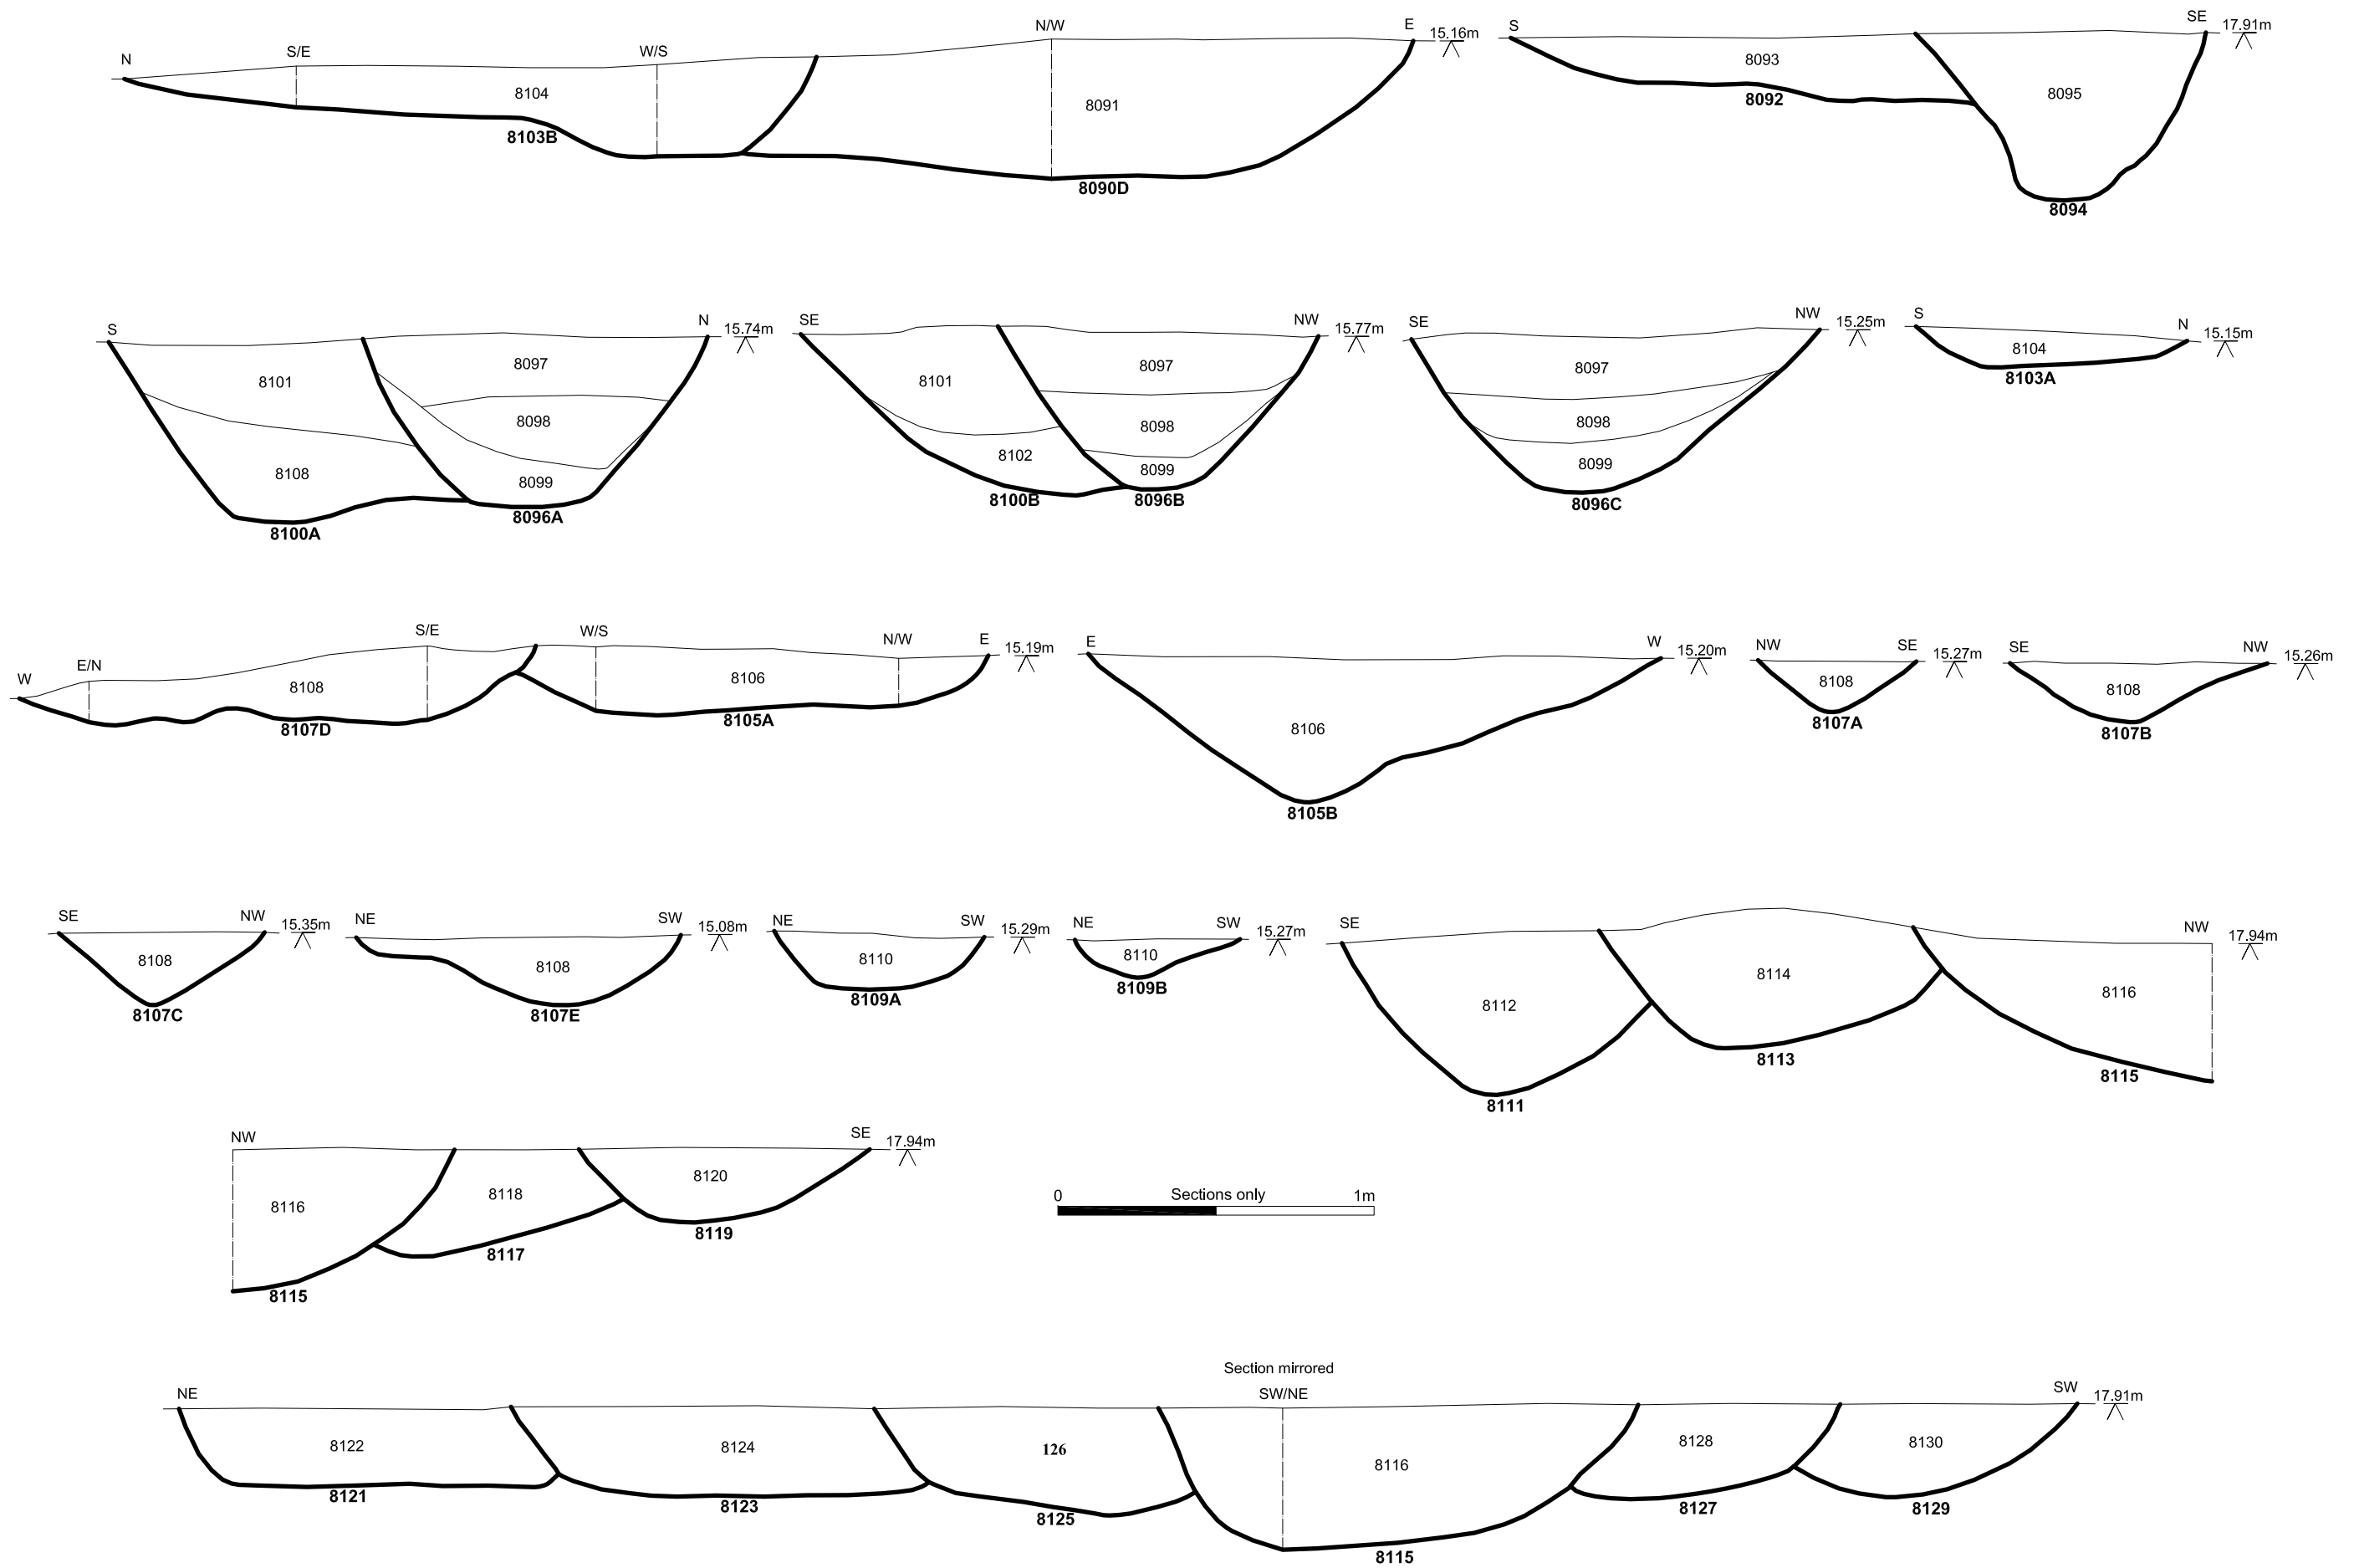 N S/E W/S N/W E 15.16m
8104 8091
8103B 8090D
S SE 17.91m
8093 8095
8092 8094
S N 15.74m
8101 8097
8098
8108 8099
8100A 8096A
SE NW 15.77m
8101 8097
8098
8102 8099
8100B 8096B
SE NW 15.25m
8097
8098
8099
8096C
S N 15.15m
8104
8103A
W E/N S/E W/S N/W E 15.19m
8108 8106
8107D 8105A
E W 15.20m
8106
8105B
NW SE 15.27m
8108
8107A
SE NW 15.26m
8108
8107B
SE NW 15.35m
8108
8107C
NE SW 15.08m
8108
8107E
NE SW 15.29m
8110
8109A
NE SW 15.27m
8110
8109B
SE NW 17.94m
8112 8114 8116
8111 8113 8115
NW SE 17.94m
8116 8118 8120
8115 8117 8119
0 Sections only 1m
Section mirrored
NE SW/NE SW 17.91m
8122 8124 126 8116 8128 8130
8121 8123 8125 8115 8127 8129